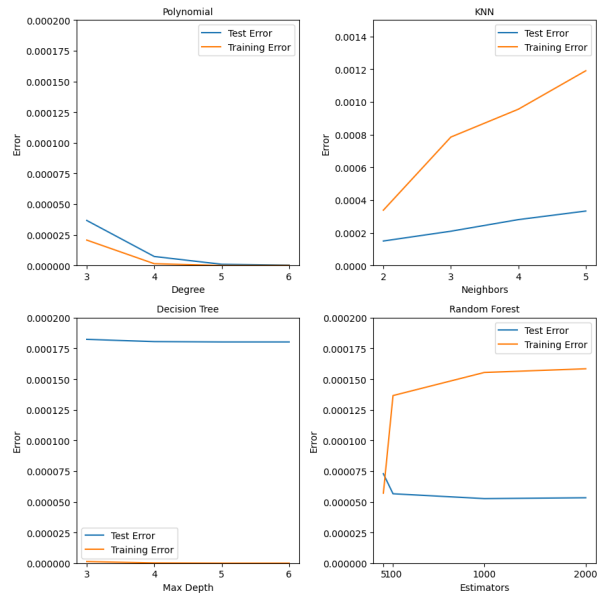 Polynomial
0.000200
0.000175
0.000150
0.000125
0.000100
0.000075
0.000050
0.000025
0.000000
Error
Test Error
Training Error
3 4 5 6
Degree
KNN
0.0014
0.0012
0.0010
0.0008
0.0006
0.0004
0.0002
0.0000
Error
Test Error
Training Error
2 3 4 5
Neighbors
Decision Tree
0.000200
0.000175
0.000150
0.000125
0.000100
0.000075
0.000050
0.000025
0.000000
Error
Test Error
Training Error
3 4 5 6
Max Depth
Random Forest
0.000200
0.000175
0.000150
0.000125
0.000100
0.000075
0.000050
0.000025
0.000000
Error
Test Error
Training Error
5 100 1000 2000
Estimators